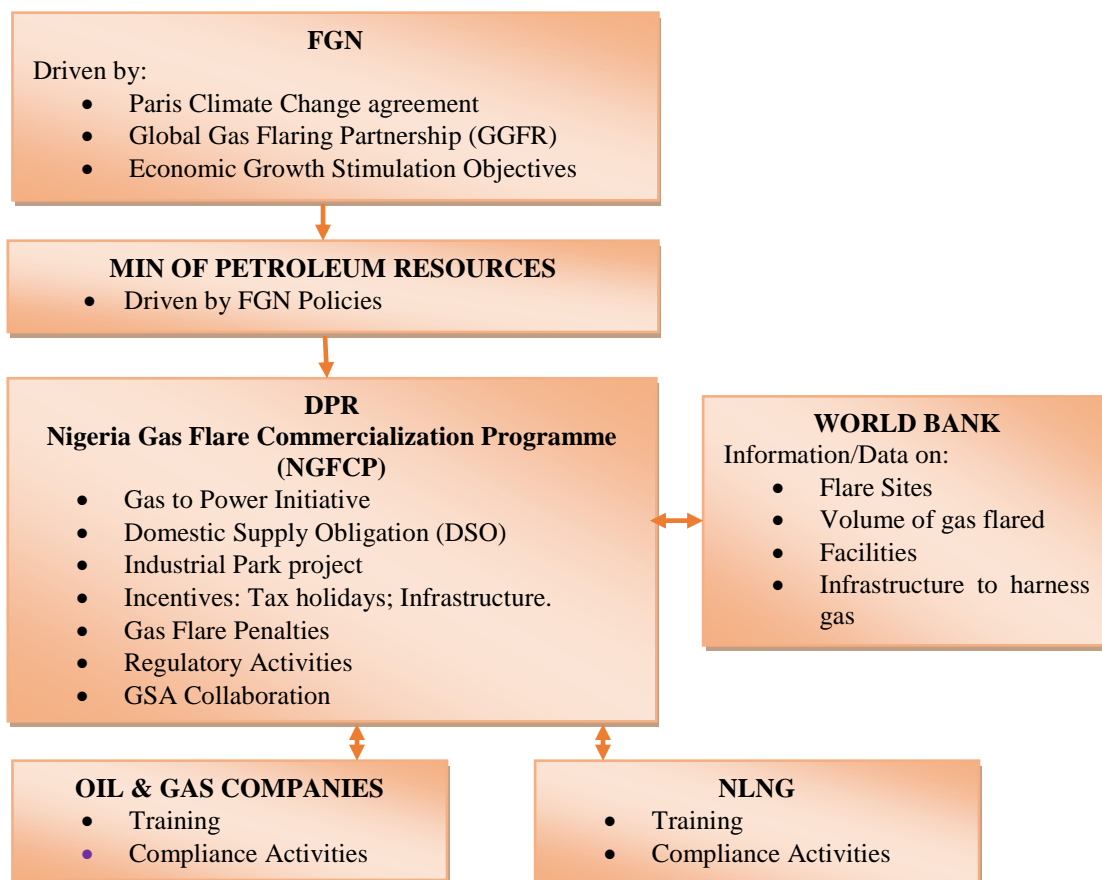 FGN
Driven by:
• Paris Climate Change agreement
• Global Gas Flaring Partnership (GGFR)
• Economic Growth Stimulation Objectives
MIN OF PETROLEUM RESOURCES
• Driven by FGN Policies
DPR
Nigeria Gas Flare Commercialization Programme
(NGFCP)
• Gas to Power Initiative
• Domestic Supply Obligation (DSO)
• Industrial Park project
• Incentives: Tax holidays; Infrastructure.
• Gas Flare Penalties
• Regulatory Activities
• GSA Collaboration
WORLD BANK
Information/Data on:
• Flare Sites
• Volume of gas flared
• Facilities
• Infrastructure to harness
gas
OIL & GAS COMPANIES
• Training
• Compliance Activities
NLNG
• Training
• Compliance Activities